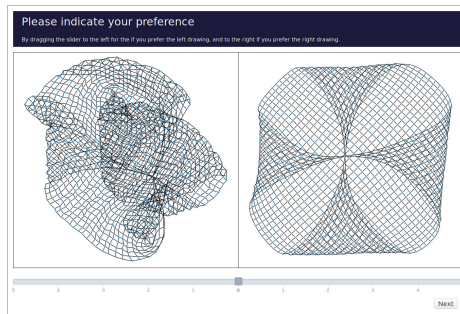 Please indicate your preference
By dragging the slider to the left for the if you prefer the left drawing, and to the right if you prefer the right drawing.
5 4 3 2 1 0 1 2 3 4
Next